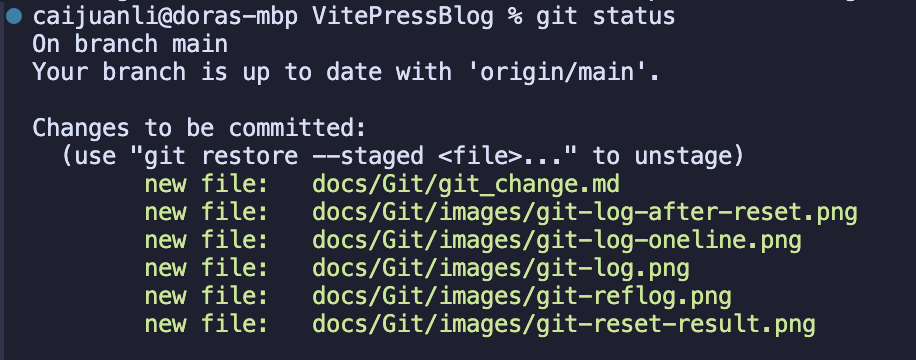 caijuanli@doras-mbp VitePressBlog % git status
On branch main
Your branch is up to date with 'origin/main'.
Changes to be committed:
(use "git restore --staged <file>..." to unstage)
new file: docs/Git/git_change.md
new file: docs/Git/images/git-log-after-reset.png
new file: docs/Git/images/git-log-oneline.png
new file: docs/Git/images/git-log.png
new file: docs/Git/images/git-reflog.png
new file: docs/Git/images/git-reset-result.png